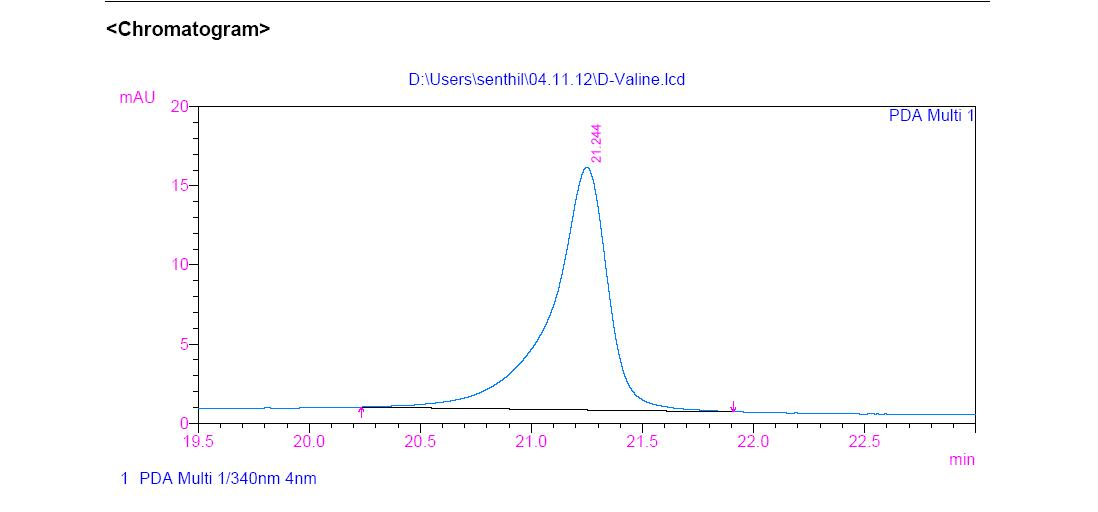 <Chromatogram>
D:\Users\senthil\04.11.12\D-Valine.lcd
mAU
20
PDA Multi 1
21.244
15
10
5
0
19.5 20.0 20.5 21.0 21.5 22.0 22.5
min
1 PDA Multi 1/340nm 4nm